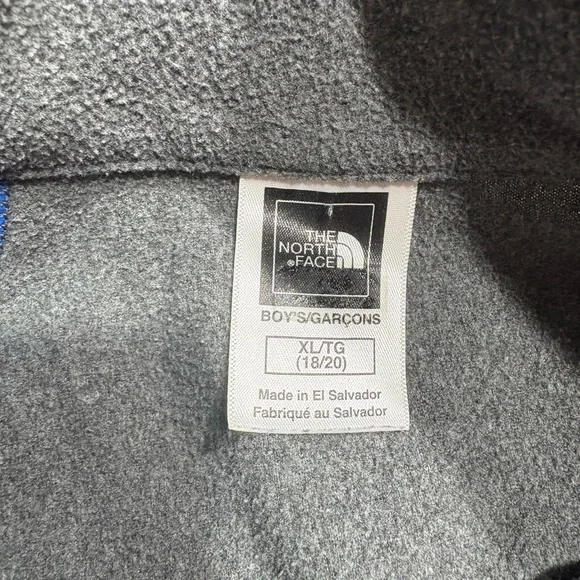 THE
NORTH
®FACE
BOY'S/GARÇONS
XL/TG
(18/20)
Made in El Salvador
Fabriqué au Salvador